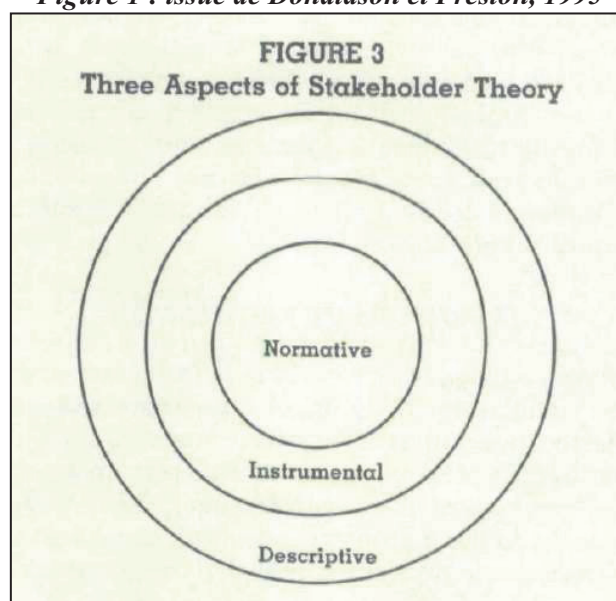 Figure 1 : issue de Donaldson et Preston, 1995
FIGURE 3
Three Aspects of Stakeholder Theory
Normative
Instrumental
Descriptive